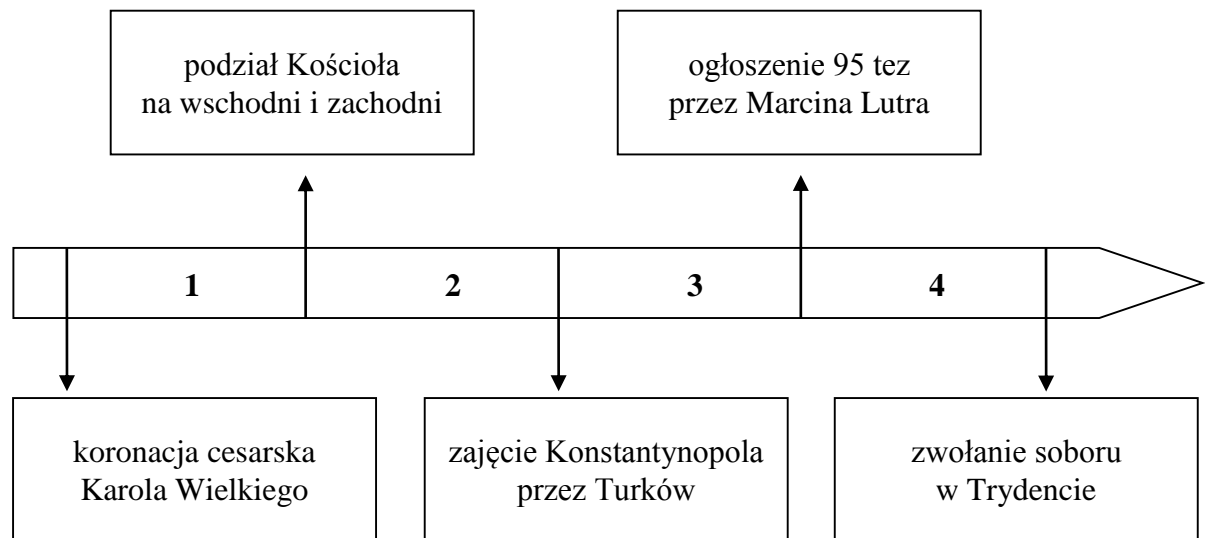 podział Kościoła
na wschodni i zachodni
ogłoszenie 95 tez
przez Marcina Lutra
1 2 3 4
koronacja cesarska
Karola Wielkiego
zajęcie Konstantynopola
przez Turków
zwołanie soboru
w Trydencie